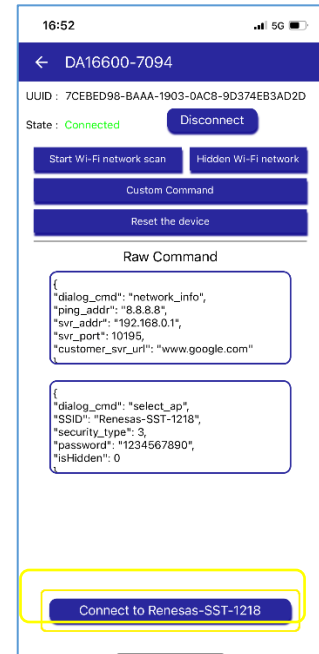 16:52 5G
← DA16600-7094
UUID : 7CEBED98-BAAA-1903-0AC8-9D374EB3AD2D
State : Connected Disconnect
Start Wi-Fi network scan Hidden Wi-Fi network
Custom Command
Reset the device
Raw Command
{
"dialog_cmd": "network_info",
"ping_addr": "8.8.8.8",
"svr_addr": "192.168.0.1",
"svr_port": 10195,
"customer_svr_url": "www.google.com"
}
{
"dialog_cmd": "select_ap",
"SSID": "Renesas-SST-1218",
"security_type": 3,
"password": "1234567890",
"isHidden": 0
}
Connect to Renesas-SST-1218